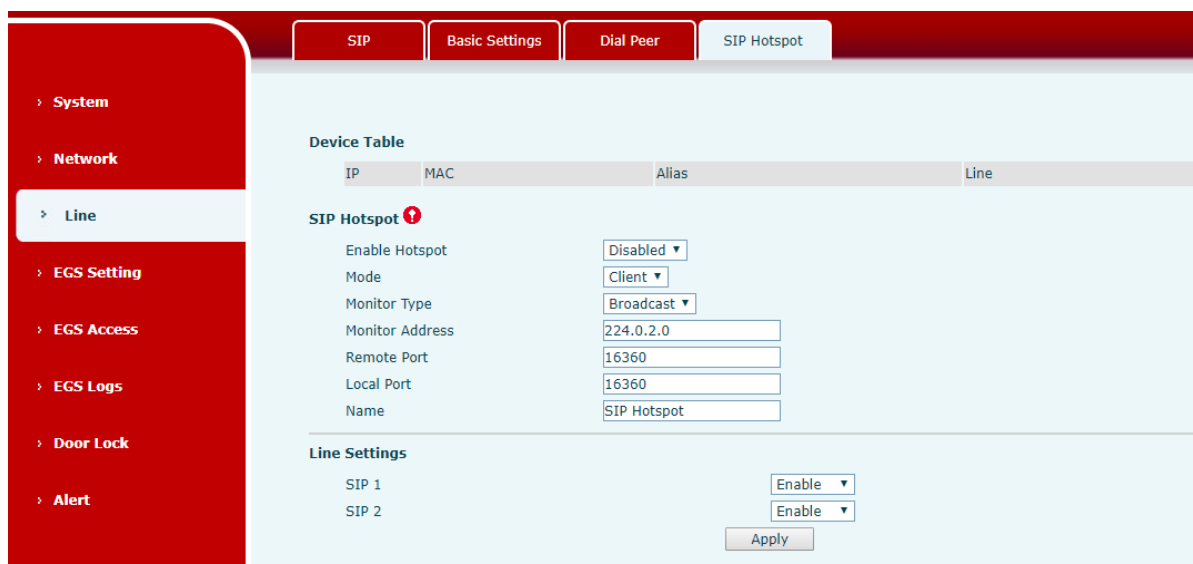 SIP
Basic Settings
Dial Peer
SIP Hotspot
System
Network
Line
EGS Setting
EGS Access
EGS Logs
Door Lock
Alert
Device Table
IP MAC Alias Line
SIP Hotspot
Enable Hotspot Disabled
Mode Client
Monitor Type Broadcast
Monitor Address 224.0.2.0
Remote Port 16360
Local Port 16360
Name SIP Hotspot
Line Settings
SIP 1 Enable
SIP 2 Enable
Apply